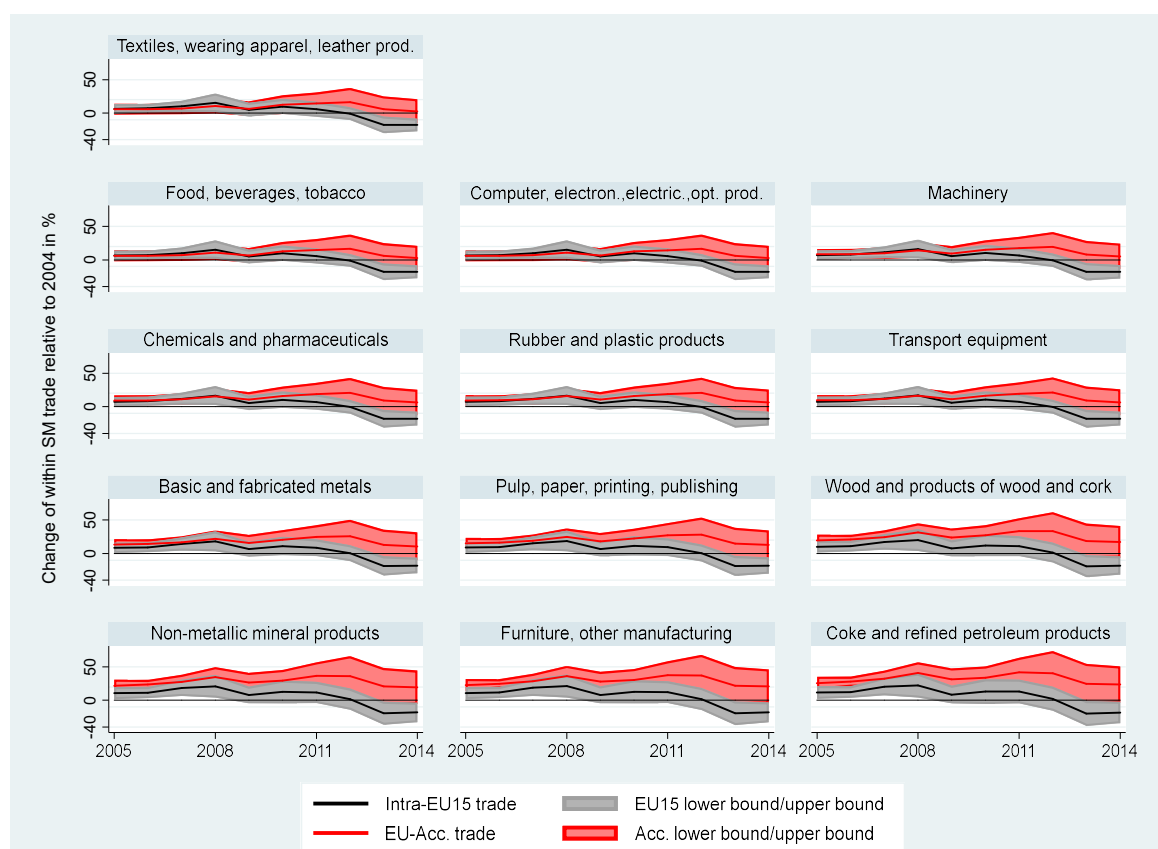 Change of within SM trade relative to 2004 in %
Textiles, wearing apparel, leather prod.
50
0
-40
Food, beverages, tobacco
Computer, electron.,electric.,opt. prod.
Machinery
50
0
-40
Chemicals and pharmaceuticals
Rubber and plastic products
Transport equipment
50
0
-40
Basic and fabricated metals
Pulp, paper, printing, publishing
Wood and products of wood and cork
50
0
-40
Non-metallic mineral products
Furniture, other manufacturing
Coke and refined petroleum products
50
0
-40
2005 2008 2011 2014 2005 2008 2011 2014 2005 2008 2011 2014
Intra-EU15 trade EU15 lower bound/upper bound
EU-Acc. trade Acc. lower bound/upper bound